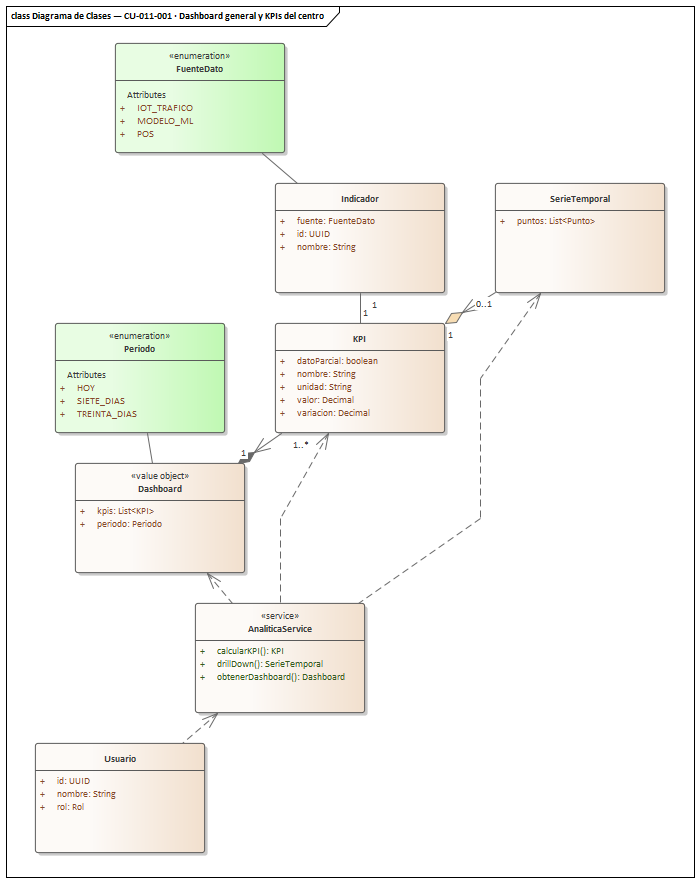 class Diagrama de Clases — CU-011-001 · Dashboard general y KPIs del centro
«enumeration»
FuenteDato
Attributes
+ IOT_TRAFICO
+ MODELO_ML
+ POS
Indicador
+ fuente: FuenteDato
+ id: UUID
+ nombre: String
SerieTemporal
+ puntos: List<Punto>
1
1
0..1
1
«enumeration»
Periodo
Attributes
+ HOY
+ SIETE_DIAS
+ TREINTA_DIAS
KPI
+ datoParcial: boolean
+ nombre: String
+ unidad: String
+ valor: Decimal
+ variacion: Decimal
1..*
1
«value object»
Dashboard
+ kpis: List<KPI>
+ periodo: Periodo
«service»
AnaliticaService
+ calcularKPI(): KPI
+ drillDown(): SerieTemporal
+ obtenerDashboard(): Dashboard
Usuario
+ id: UUID
+ nombre: String
+ rol: Rol